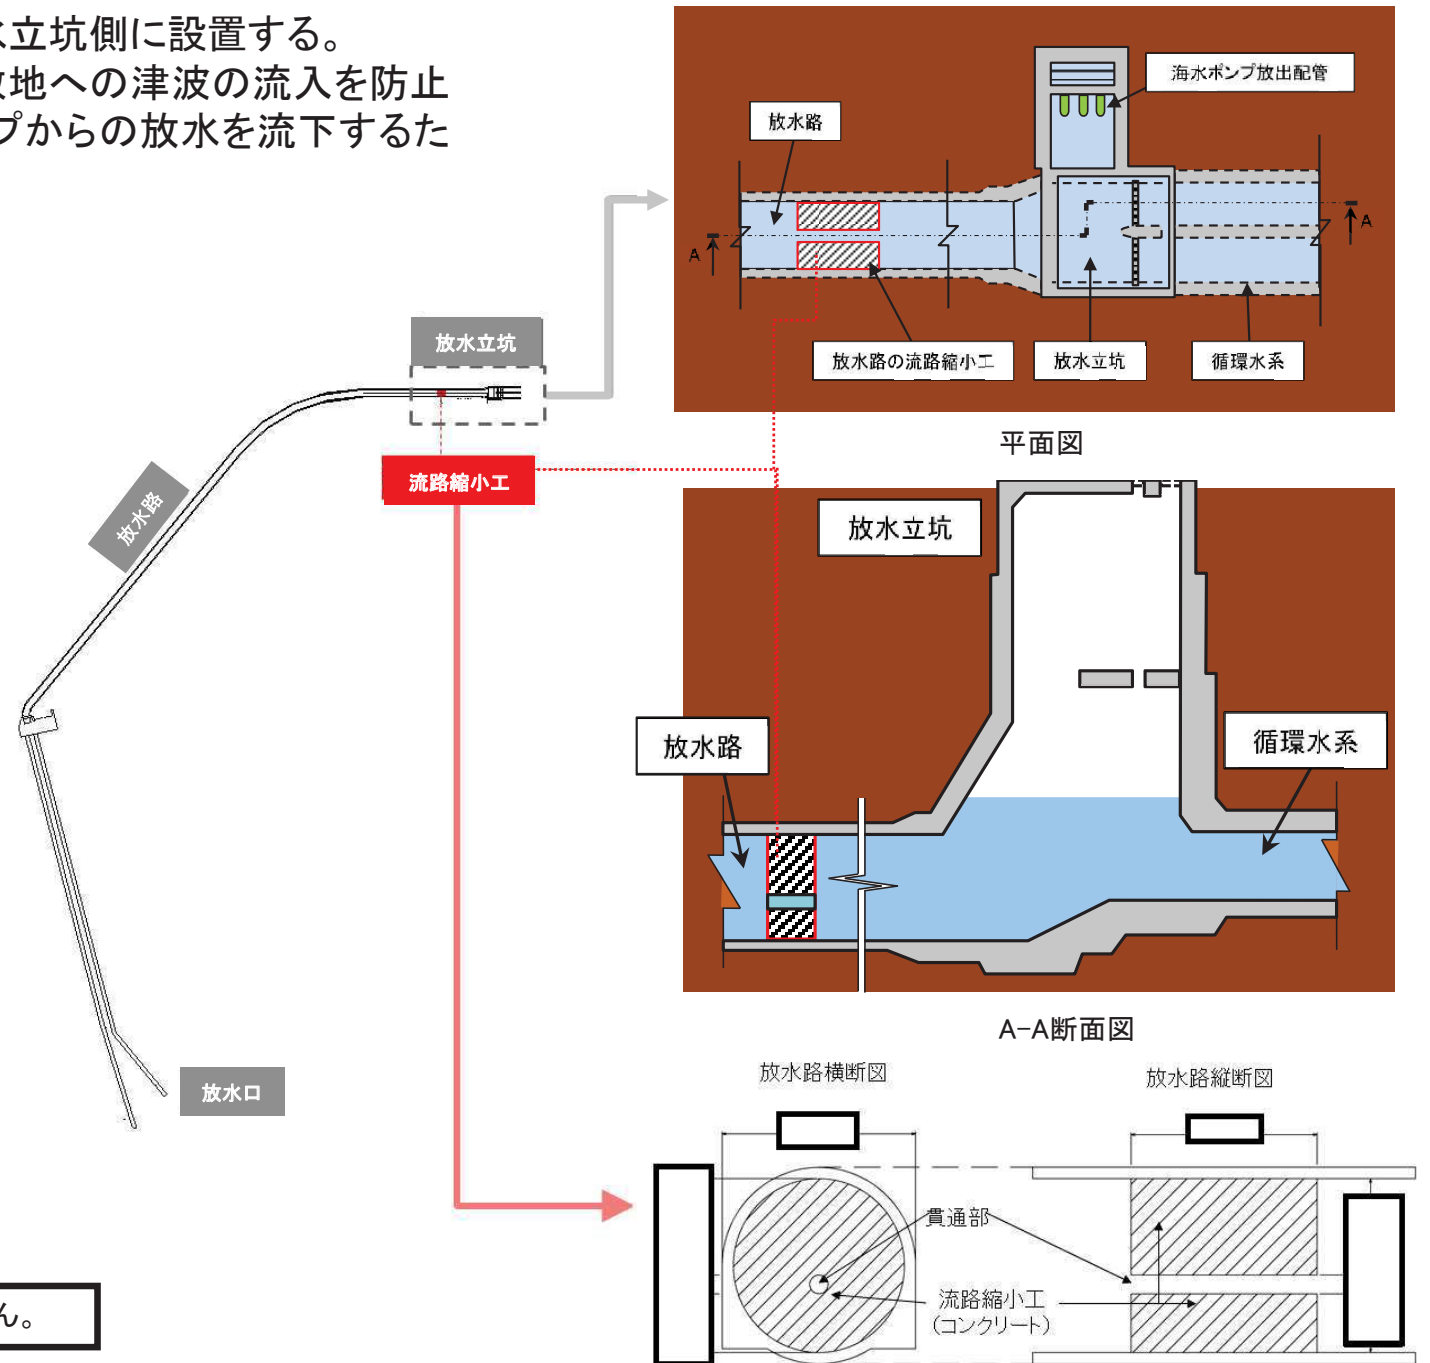 水立坑側に設置する。
敷地への津波の流入を防止
プからの放水を流下するた
海水ポンプ放出配管
放水路
A
A
放水路の流路縮小工
放水立坑
循環水系
平面図
放水立坑
流路縮小工
放水路
放水口
放水立坑
放水路
循環水系
A-A断面図
放水路横断図
放水路縦断図
貫通部
流路縮小工
(コンクリート)
ん。